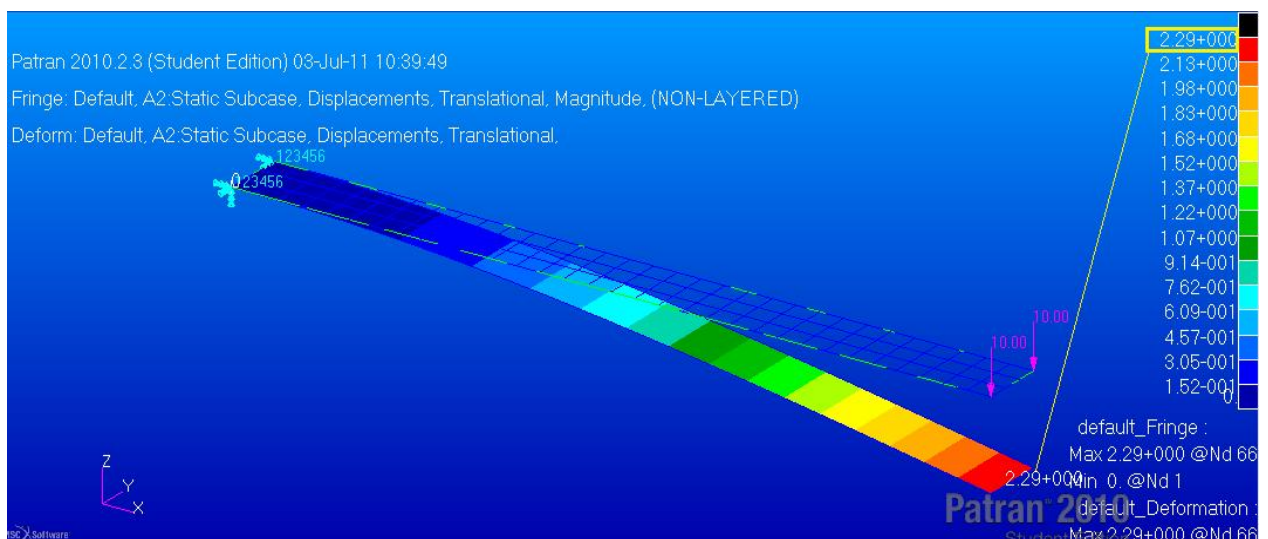 2.29+000
Patran 2010.2.3 (Student Edition) 03-Jul-11 10:39:49
2.13+000
1.98+000
Fringe: Default, A2:Static Subcase, Displacements, Translational, Magnitude, (NON-LAYERED)
1.83+000
Deform: Default, A2:Static Subcase, Displacements, Translational,
1.68+000
123456
1.52+000
023456
1.37+000
1.22+000
1.07+000
9.14-001
7.62-001
6.09-001
10.00
4.57-001
10.00
3.05-001
1.52-001
0.
default_Fringe :
Max 2.29+000 @Nd 66
2.29+000
Min 0. @Nd 1
default_Deformation :
Max 2.29+000 @Nd 66
Z
Y
X
Patran 2010
Student Edition
MSC Software